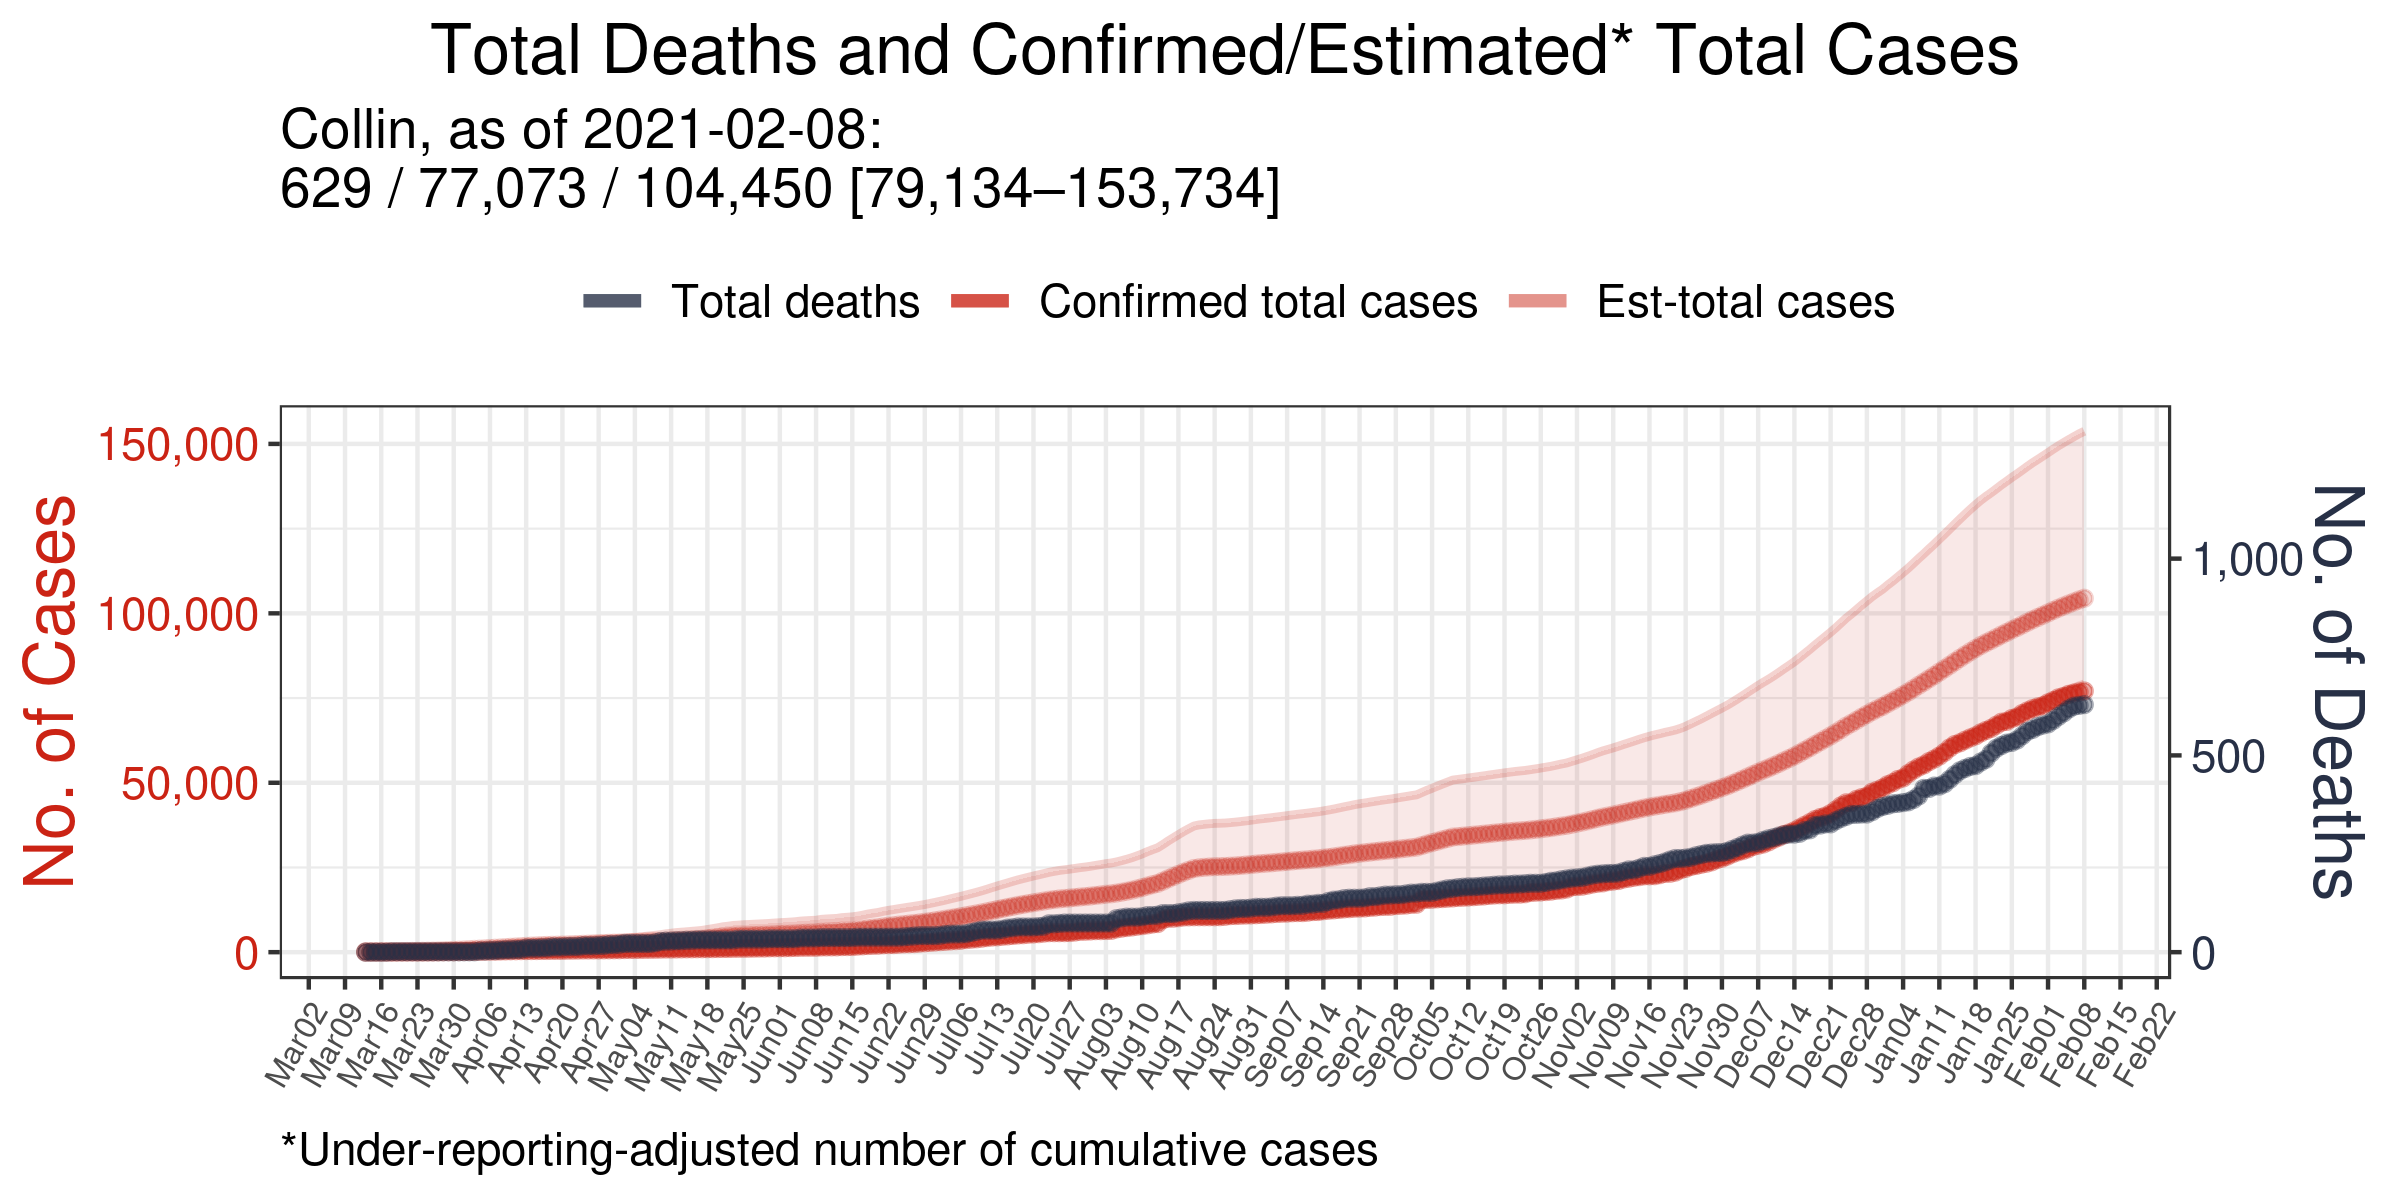 Total Deaths and Confirmed/Estimated* Total Cases
Collin, as of 2021-02-08:
629 / 77,073 / 104,450 [79,134–153,734]
Total deaths
Confirmed total cases
Est-total cases
No. of Cases
150,000
100,000
50,000
0
No. of Deaths
1,000
500
0
Mar02
Mar09
Mar16
Mar23
Mar30
Apr06
Apr13
Apr20
Apr27
May04
May11
May18
May25
Jun01
Jun08
Jun15
Jun22
Jun29
Jul06
Jul13
Jul20
Jul27
Aug03
Aug10
Aug17
Aug24
Aug31
Sep07
Sep14
Sep21
Sep28
Oct05
Oct12
Oct19
Oct26
Nov02
Nov09
Nov16
Nov23
Nov30
Dec07
Dec14
Dec21
Dec28
Jan04
Jan11
Jan18
Jan25
Feb01
Feb08
Feb15
Feb22
*Under-reporting-adjusted number of cumulative cases